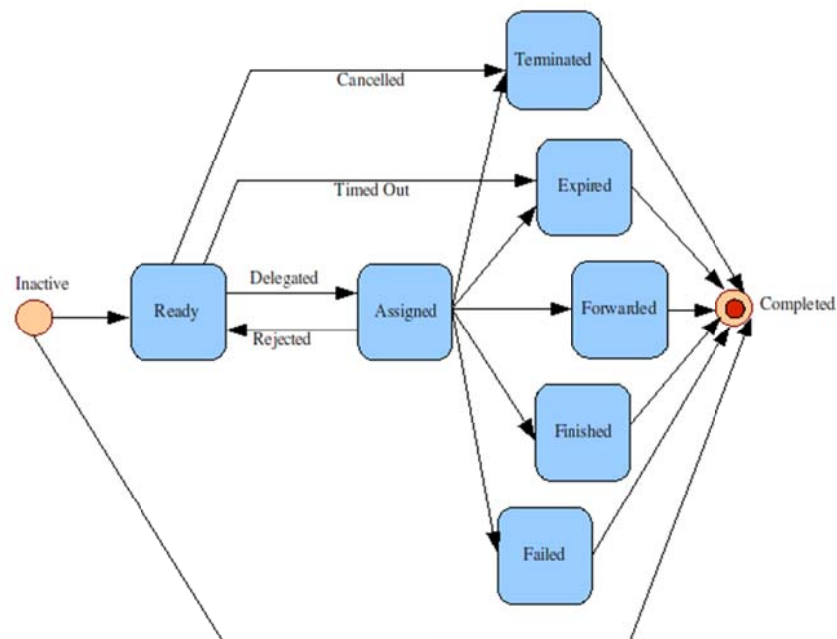 Terminated
Cancelled
Expired
Timed Out
Inactive
Delegated
Ready
Assigned
Forwarded
Completed
Rejected
Finished
Failed